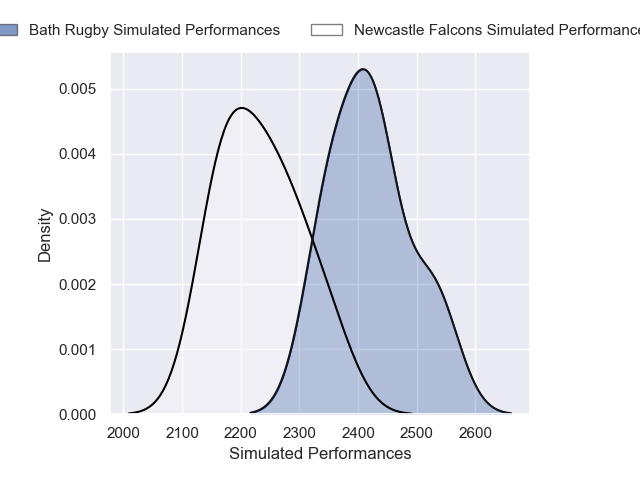 Bath Rugby Simulated Performances
Newcastle Falcons Simulated Performance
0.005
0.004
0.003
0.002
0.001
0.000
Density
2000 2100 2200 2300 2400 2500 2600
Simulated Performances